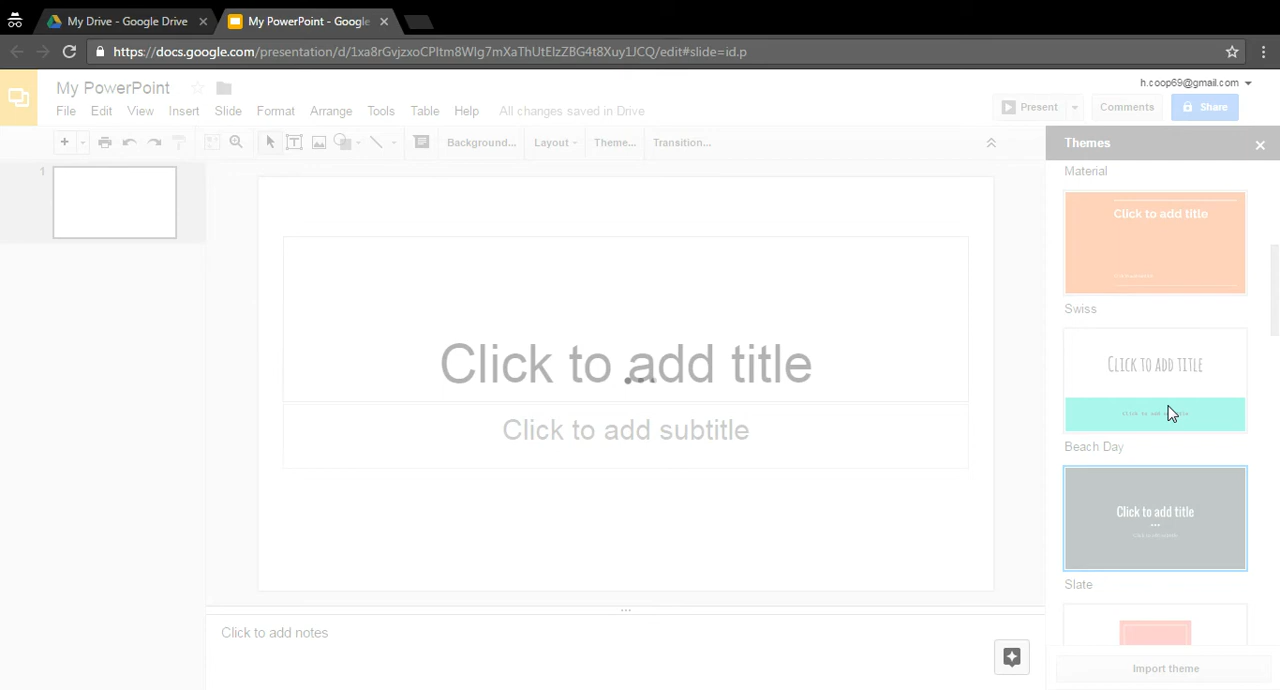 My Drive - Google Drive
My PowerPoint - Google
https://docs.google.com/presentation/d/1xa8rGvjzxoCPItm8Wlg7mXaThUtElzZBG4t8Xuy1JCQ/edit#slide=id.p
My PowerPoint
h.coop69@gmail.com
File Edit View Insert Slide Format Arrange Tools Table Help All changes saved in Drive
Present Comments Share
Background... Layout Theme... Transition...
Themes
1
Material
Click to add title
Swiss
Click to add title
Beach Day
Click to add title
Slate
Click to add title
Click to add subtitle
Click to add notes
Import theme